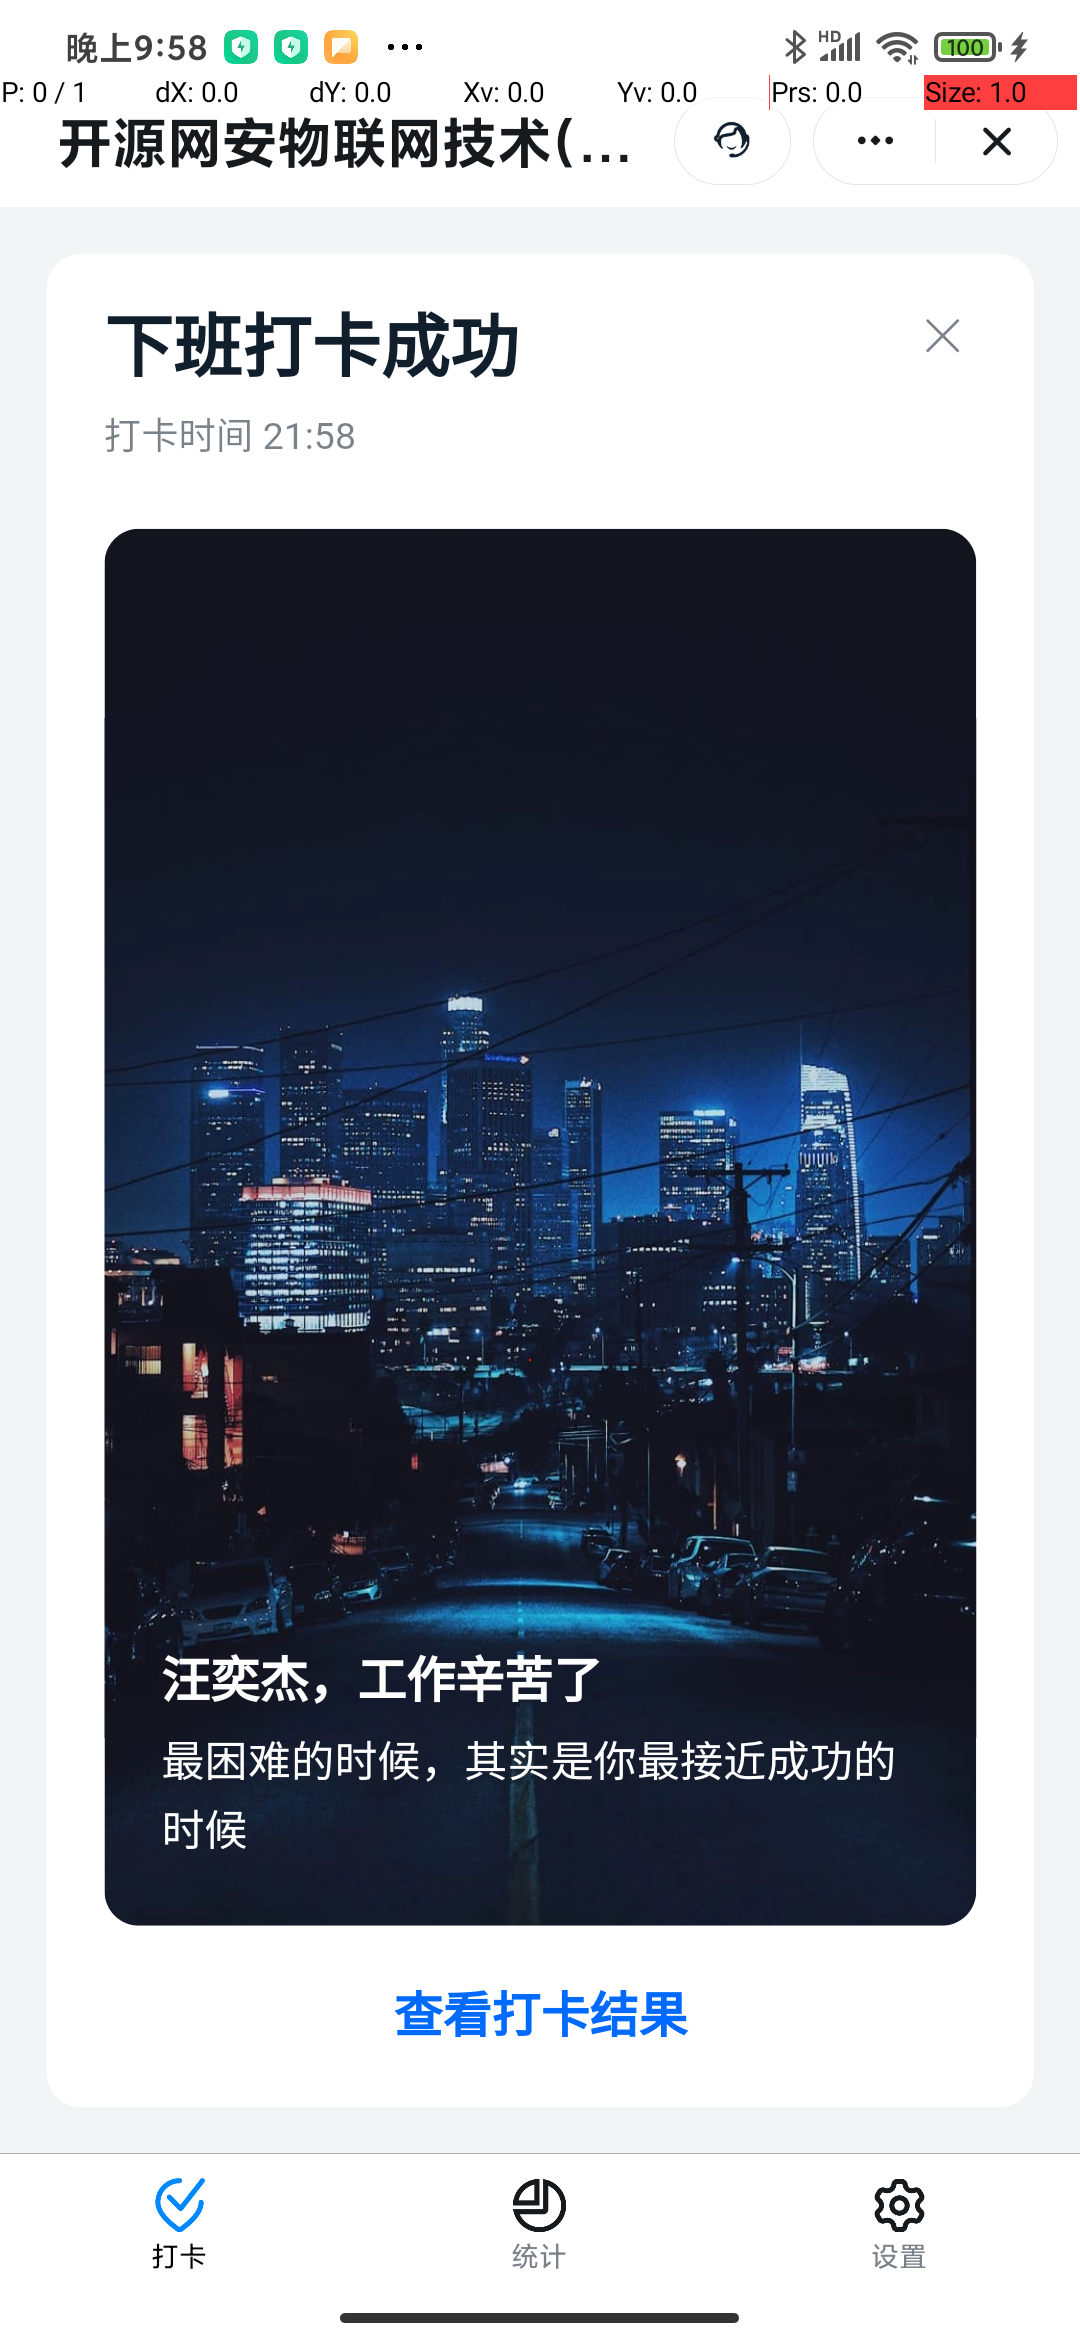 晚上9:58
HD
100
P: 0 / 1
dX: 0.0
dY: 0.0
Xv: 0.0
Yv: 0.0
Prs: 0.0
Size: 1.0
开源网安物联网技术(...
下班打卡成功
打卡时间 21:58
汪奕杰，工作辛苦了
最困难的时候，其实是你最接近成功的
时候
查看打卡结果
打卡
统计
设置